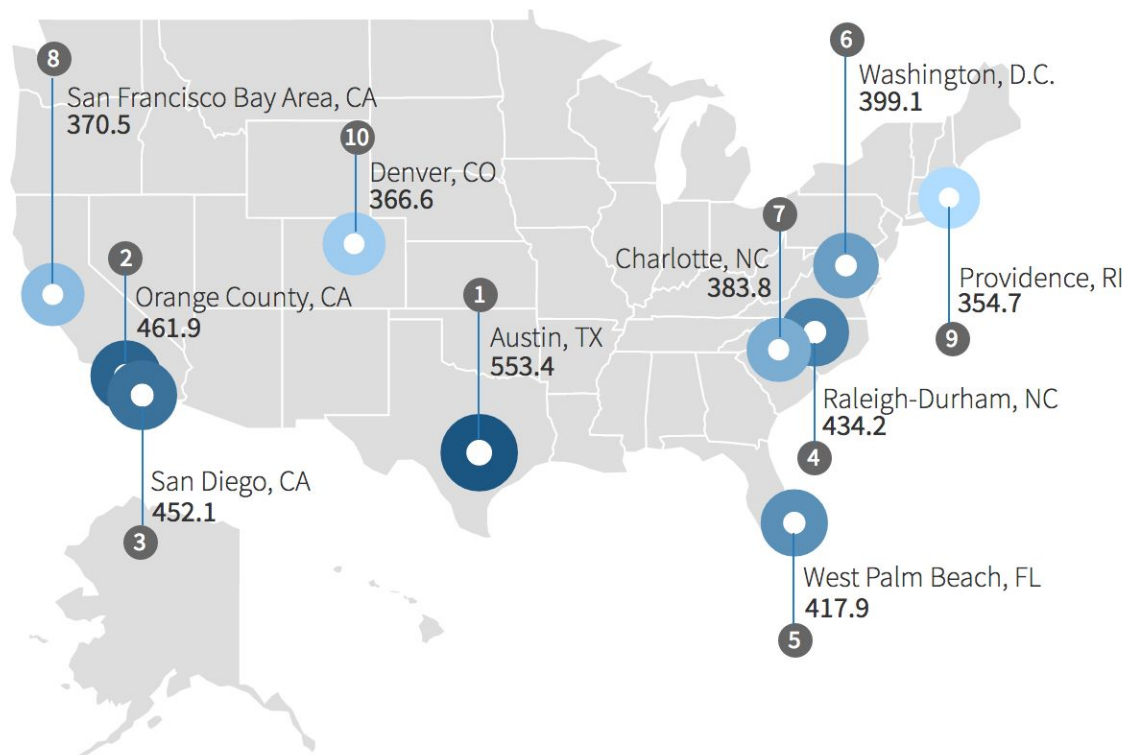 8
San Francisco Bay Area, CA
370.5
10
Denver, CO
366.6
2
Orange County, CA
461.9
3
San Diego, CA
452.1
1
Austin, TX
553.4
6
Washington, D.C.
399.1
7
Charlotte, NC
383.8
Providence, RI
354.7
9
Raleigh-Durham, NC
434.2
4
West Palm Beach, FL
417.9
5